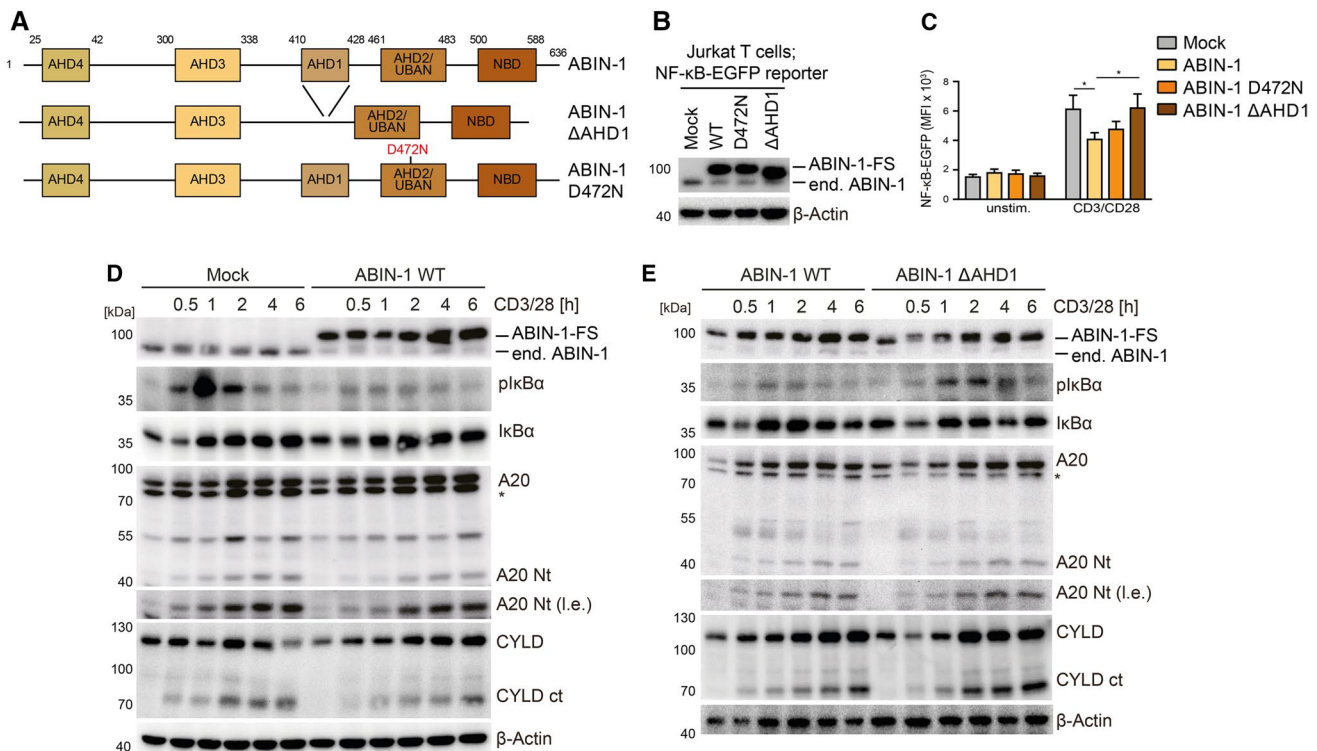 A
25 42 300 338 410 428 461 483 500 588
1 AHD4 AHD3 AHD1 AHD2/ UBAN NBD 636 ABIN-1
AHD4 AHD3 AHD2/ UBAN NBD ABIN-1 ΔAHD1
D472N
AHD4 AHD3 AHD1 AHD2/ UBAN NBD ABIN-1 D472N
B
Jurkat T cells;
NF-κB-EGFP reporter
Mock WT D472N ΔAHD1
100 ABIN-1-FS
end. ABIN-1
40 β-Actin
C
Mock
ABIN-1
ABIN-1 D472N
ABIN-1 ΔAHD1
NF-κB-EGFP (MFI x 10³)
8
6
4
2
0
* *
unstim. CD3/CD28
D
Mock ABIN-1 WT
0.5 1 2 4 6 0.5 1 2 4 6 CD3/28 [h]
[kDa]
100 ABIN-1-FS
end. ABIN-1
pIκBα
35
IκBα
35
100
A20
*
70
55
A20 Nt
40
A20 Nt (l.e.)
130
CYLD
100
CYLD ct
70
β-Actin
40
E
ABIN-1 WT ABIN-1 ΔAHD1
0.5 1 2 4 6 0.5 1 2 4 6 CD3/28 [h]
[kDa]
100 ABIN-1-FS
end. ABIN-1
pIκBα
35
IκBα
35
100
A20
*
70
55
A20 Nt
40
A20 Nt (l.e.)
130
CYLD
100
CYLD ct
70
β-Actin
40